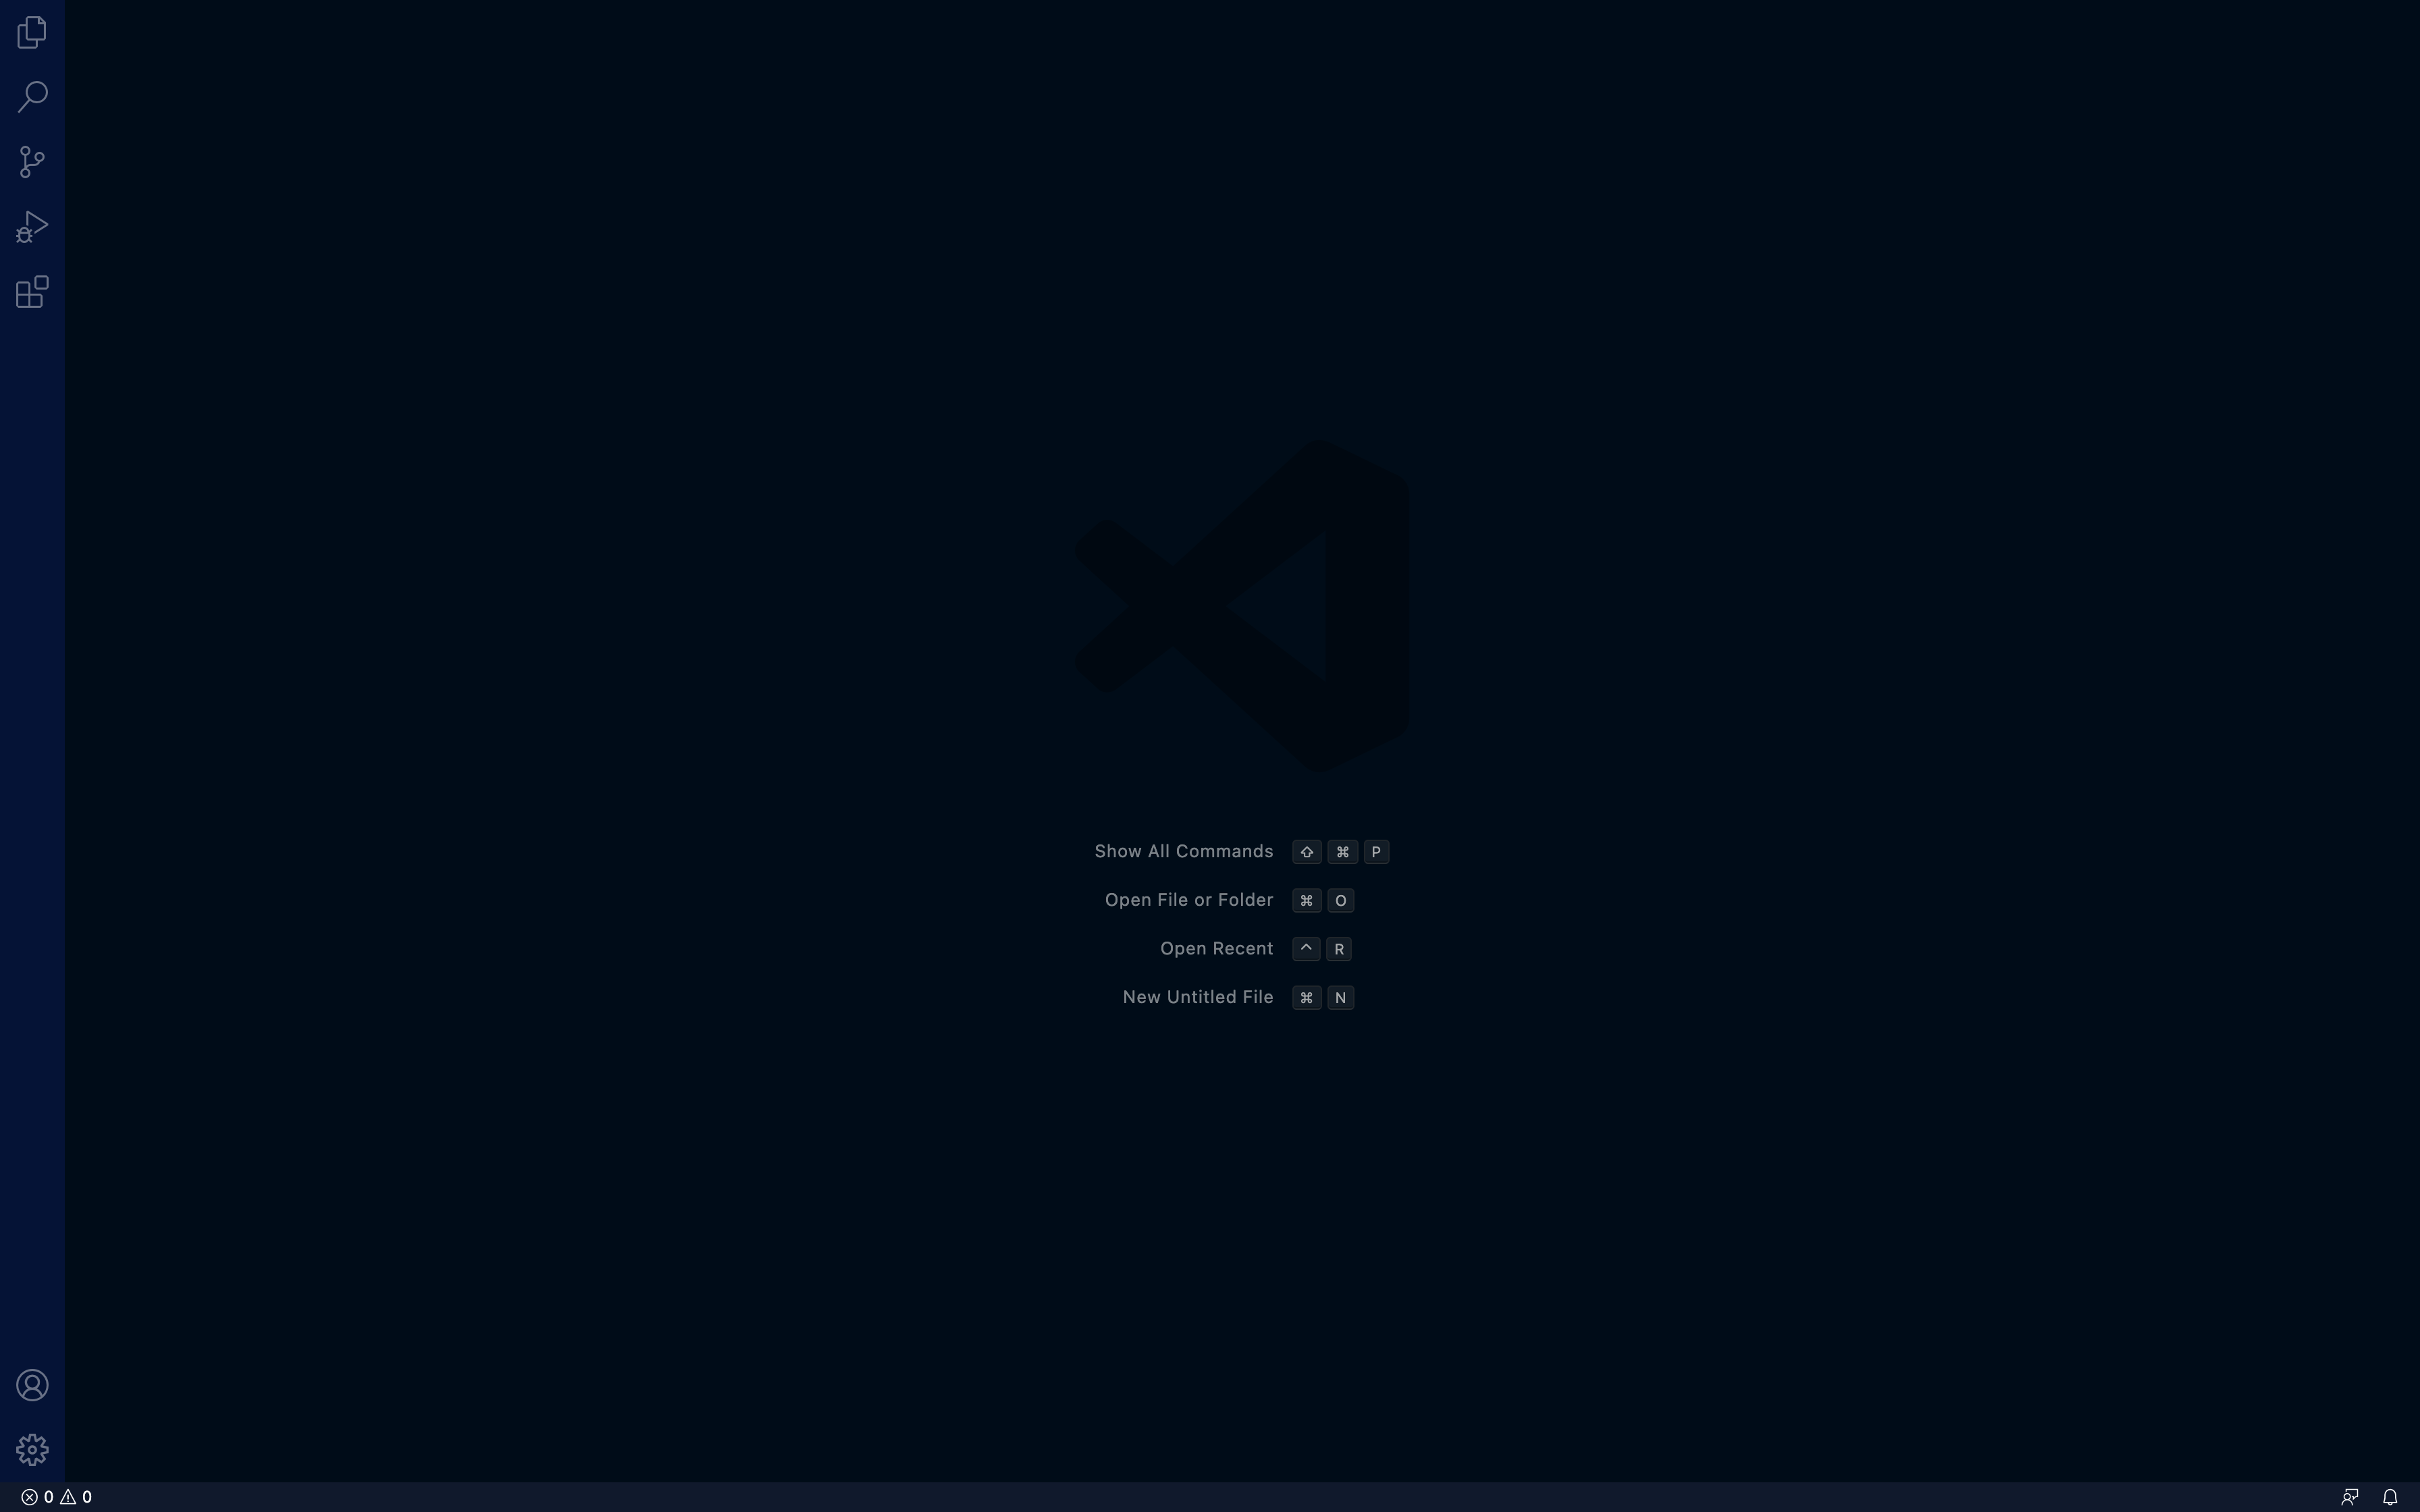 Show All Commands ⇧ ⌘ P
Open File or Folder ⌘ O
Open Recent ^ R
New Untitled File ⌘ N
0 0